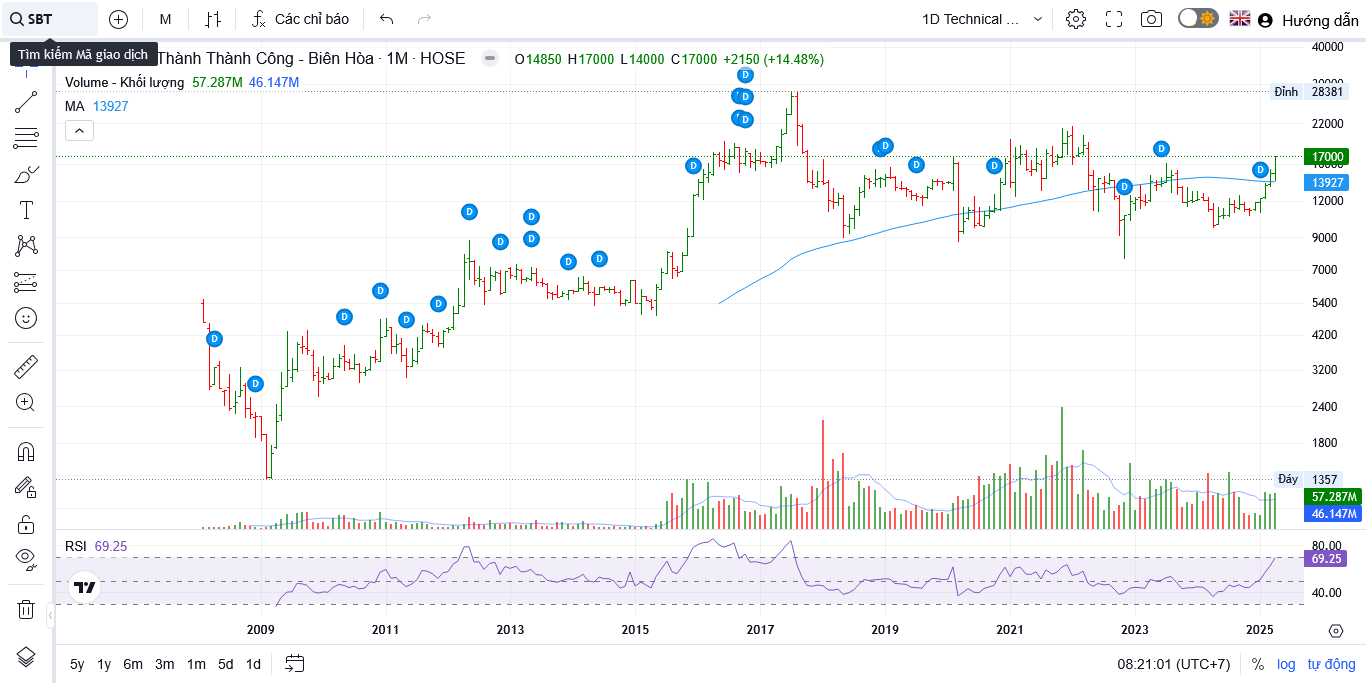 SBT M Các chỉ báo 1D Technical ... Hướng dẫn
Tìm kiếm Mã giao dịch
Thành Thành Công - Biên Hòa · 1M · HOSE O14850 H17000 L14000 C17000 +2150 (+14.48%)
Volume - Khối lượng 57.287M 46.147M
MA 13927
40000
Đỉnh 28381
22000
17000
13927
12000
9000
7000
5400
4200
3200
2400
1800
Đáy 1357
57.287M
46.147M
D D D D D D D D D D D D D D D D D D D D D D D
RSI 69.25
80.00
69.25
40.00
2009 2011 2013 2015 2017 2019 2021 2023 2025
5y 1y 6m 3m 1m 5d 1d 08:21:01 (UTC+7) % log tự động